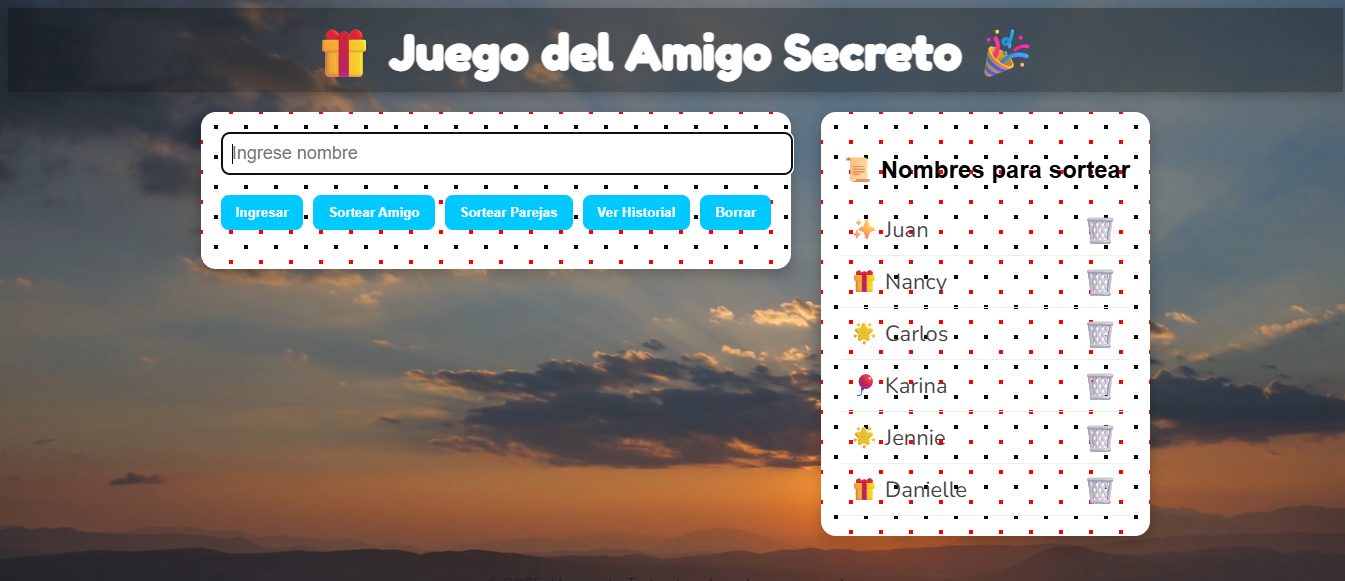 Juego del Amigo Secreto
Ingrese nombre
Ingresar Sortear Amigo Sortear Parejas Ver Historial Borrar
Nombres para sortear
Juan
Nancy
Carlos
Karina
Jennie
Danielle